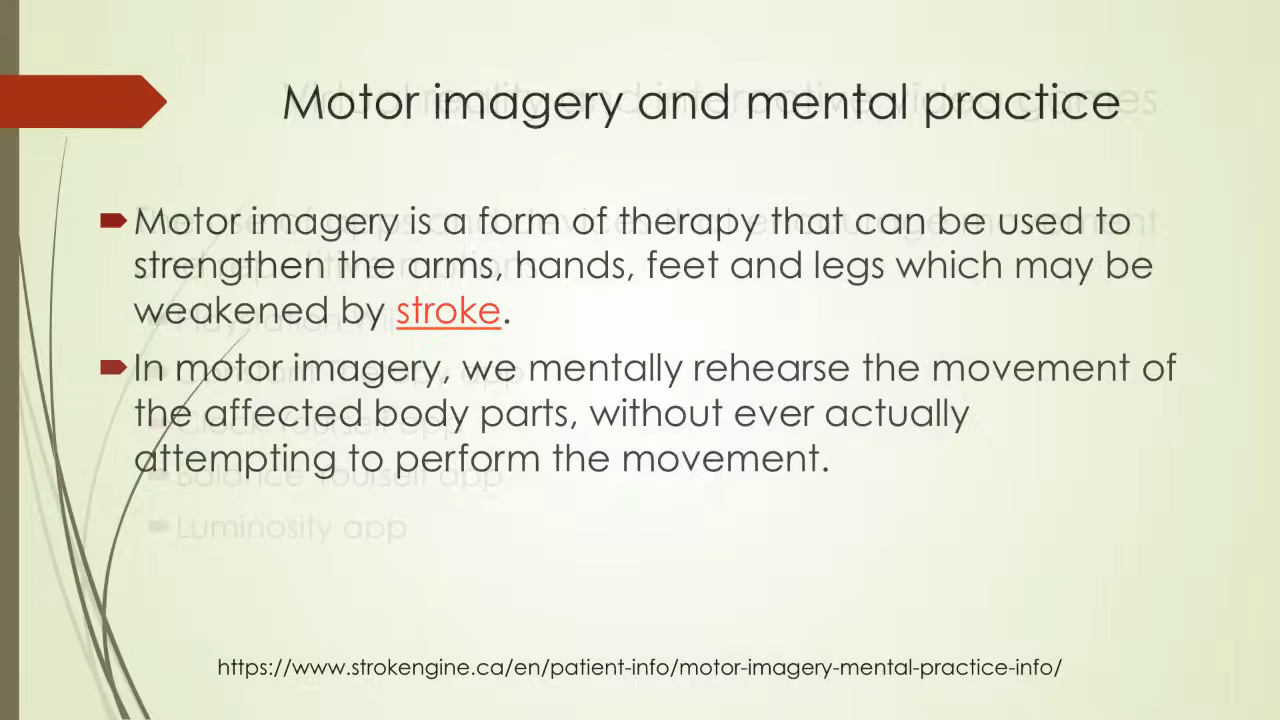 Motor imagery and mental practice
Motor imagery is a form of therapy that can be used to
strengthen the arms, hands, feet and legs which may be
weakened by stroke.
In motor imagery, we mentally rehearse the movement of
the affected body parts, without ever actually
attempting to perform the movement.
Balance Yourself app
Luminosity app
https://www.strokengine.ca/en/patient-info/motor-imagery-mental-practice-info/